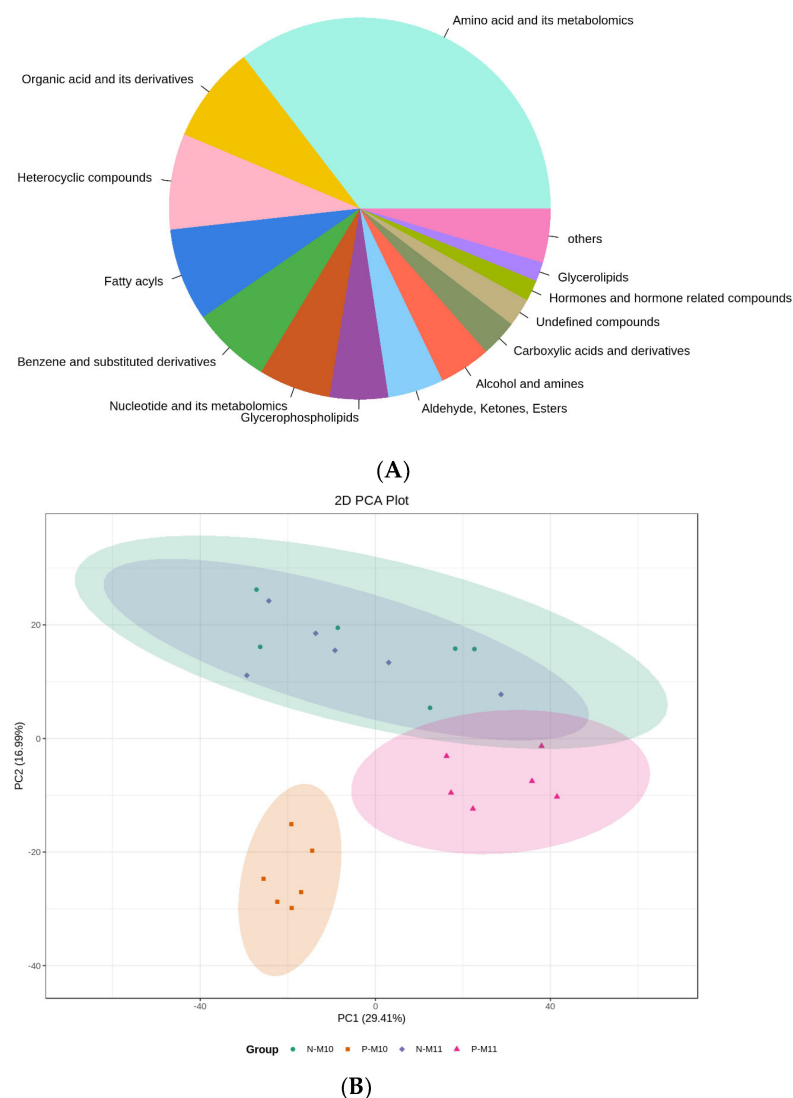 Amino acid and its metabolomics
Organic acid and its derivatives
Heterocyclic compounds
Fatty acyls
others
Glycerolipids
Hormones and hormone related compounds
Undefined compounds
Carboxylic acids and derivatives
Benzene and substituted derivatives
Alcohol and amines
Nucleotide and its metabolomics
Aldehyde, Ketones, Esters
Glycerophospholipids
(A)
2D PCA Plot
PC2 (16.99%)
20
0
-20
-40
-40 0 40
PC1 (29.41%)
Group N-M10 P-M10 N-M11 P-M11
(B)